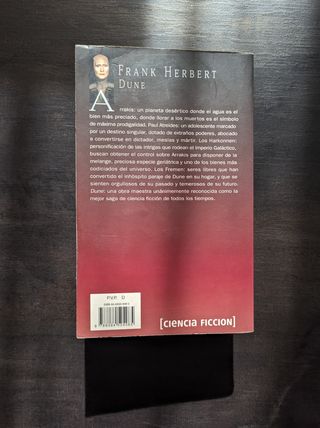 FRANK HERBERT
DUNE
Arrakis: un planeta desértico donde el agua es el
bien más preciado, donde llorar a los muertos es el símbolo
de máxima prodigalidad. Paul Atreides: un adolescente marcado
por un destino singular, dotado de extraños poderes, abocado
a convertirse en dictador, mesías y mártir. Los Harkonnen:
personificación de las intrigas que rodean el Imperio Galáctico,
buscan obtener el control sobre Arrakis para disponer de la
melange, preciosa especie geriátrica y uno de los bienes más
codiciados del universo. Los Fremen: seres libres que han
convertido el inhóspito paraje de Dune en su hogar, y que se
sienten orgullosos de su pasado y temerosos de su futuro.
Dune: una obra maestra unánimemente reconocida como la
mejor saga de ciencia ficción de todos los tiempos.
P.V.P. D
[CIENCIA FICCION]